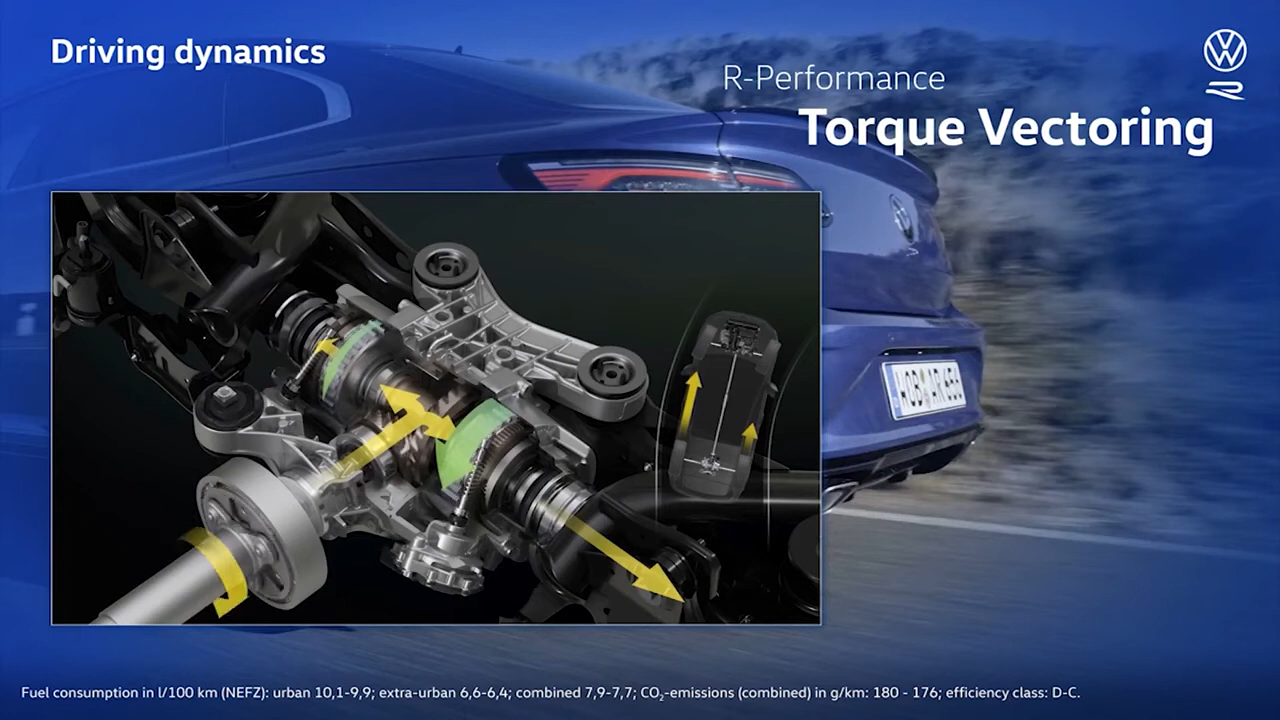 Driving dynamics
R-Performance
Torque Vectoring
Fuel consumption in l/100 km (NEFZ): urban 10,1-9,9; extra-urban 6,6-6,4; combined 7,9-7,7; CO₂-emissions (combined) in g/km: 180 - 176; efficiency class: D-C.